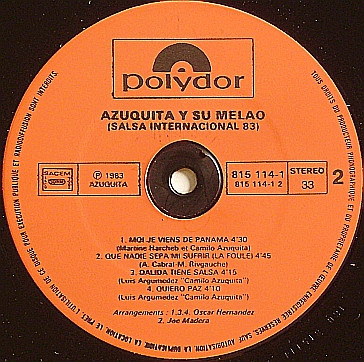 polydor
AZUQUITA Y SU MELAO
(SALSA INTERNACIONAL 83)
SACEM
℗ 1983
AZUQUITA
815 114-1
815 114-1 2
STEREO
33
2
1. MOI JE VIENS DE PANAMA 4'30
(Martine Harcheb et Camilo Azuquita)
2. QUE NADIE SEPA MI SUFRIR (LA FOULE) 4'45
(A. Cabral-M. Rivgauche)
3. DALIDA TIENE SALSA 4'15
(Luis Argumedez "Camilo Azuquita")
4. QUIERO PAZ 4'10
(Luis Argumedez "Camilo Azuquita")
Arrangements : 1.3.4. Oscar Hernandez
2. Joe Madera
TOUS DROITS DU PRODUCTEUR PHONOGRAPHIQUE ET DU PROPRIETAIRE DE L'ŒUVRE ENREGISTREE RESERVES. SAUF AUTORISATION, LA LOCATION, LE PRET, L'UTILISATION DE CE DISQUE POUR EXECUTION PUBLIQUE ET RADIODIFFUSION SONT INTERDITS.